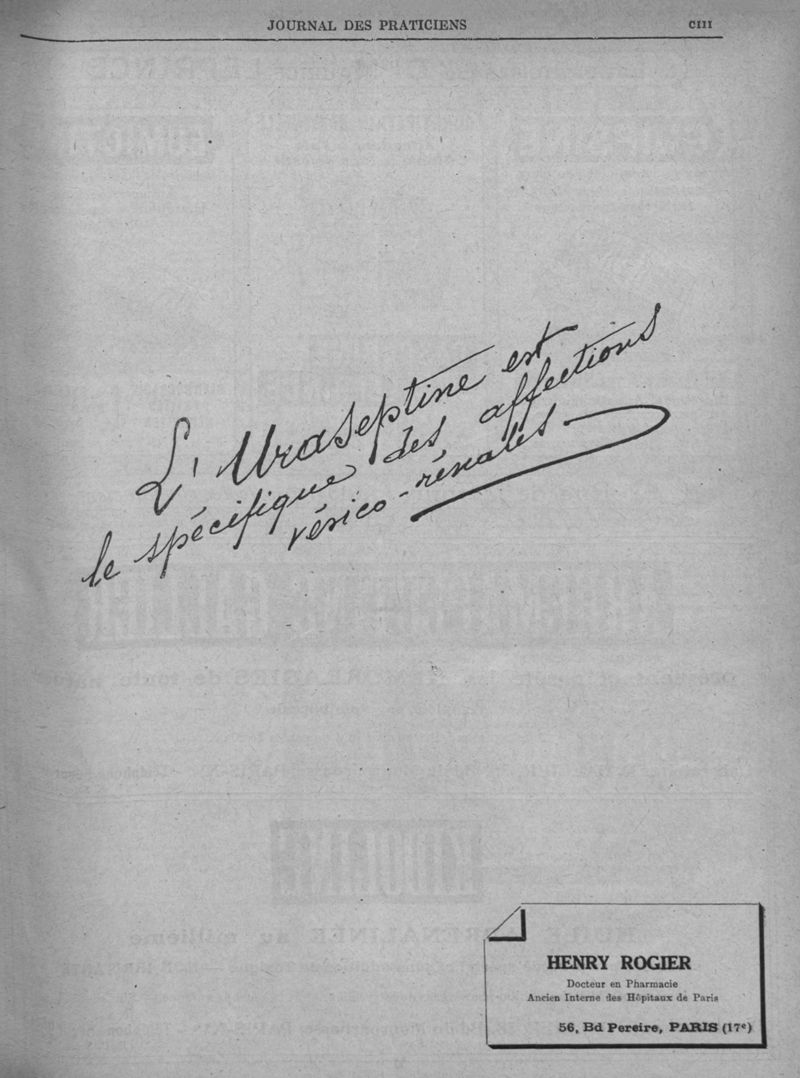 JOURNAL DES PRATICIENS
CIII
L'Uraseptine est
le spécifique des affections
vésico-rénales
HENRY ROGIER
Docteur en Pharmacie
Ancien Interne des Hôpitaux de Paris
56, Bd Pereire, PARIS (17e)